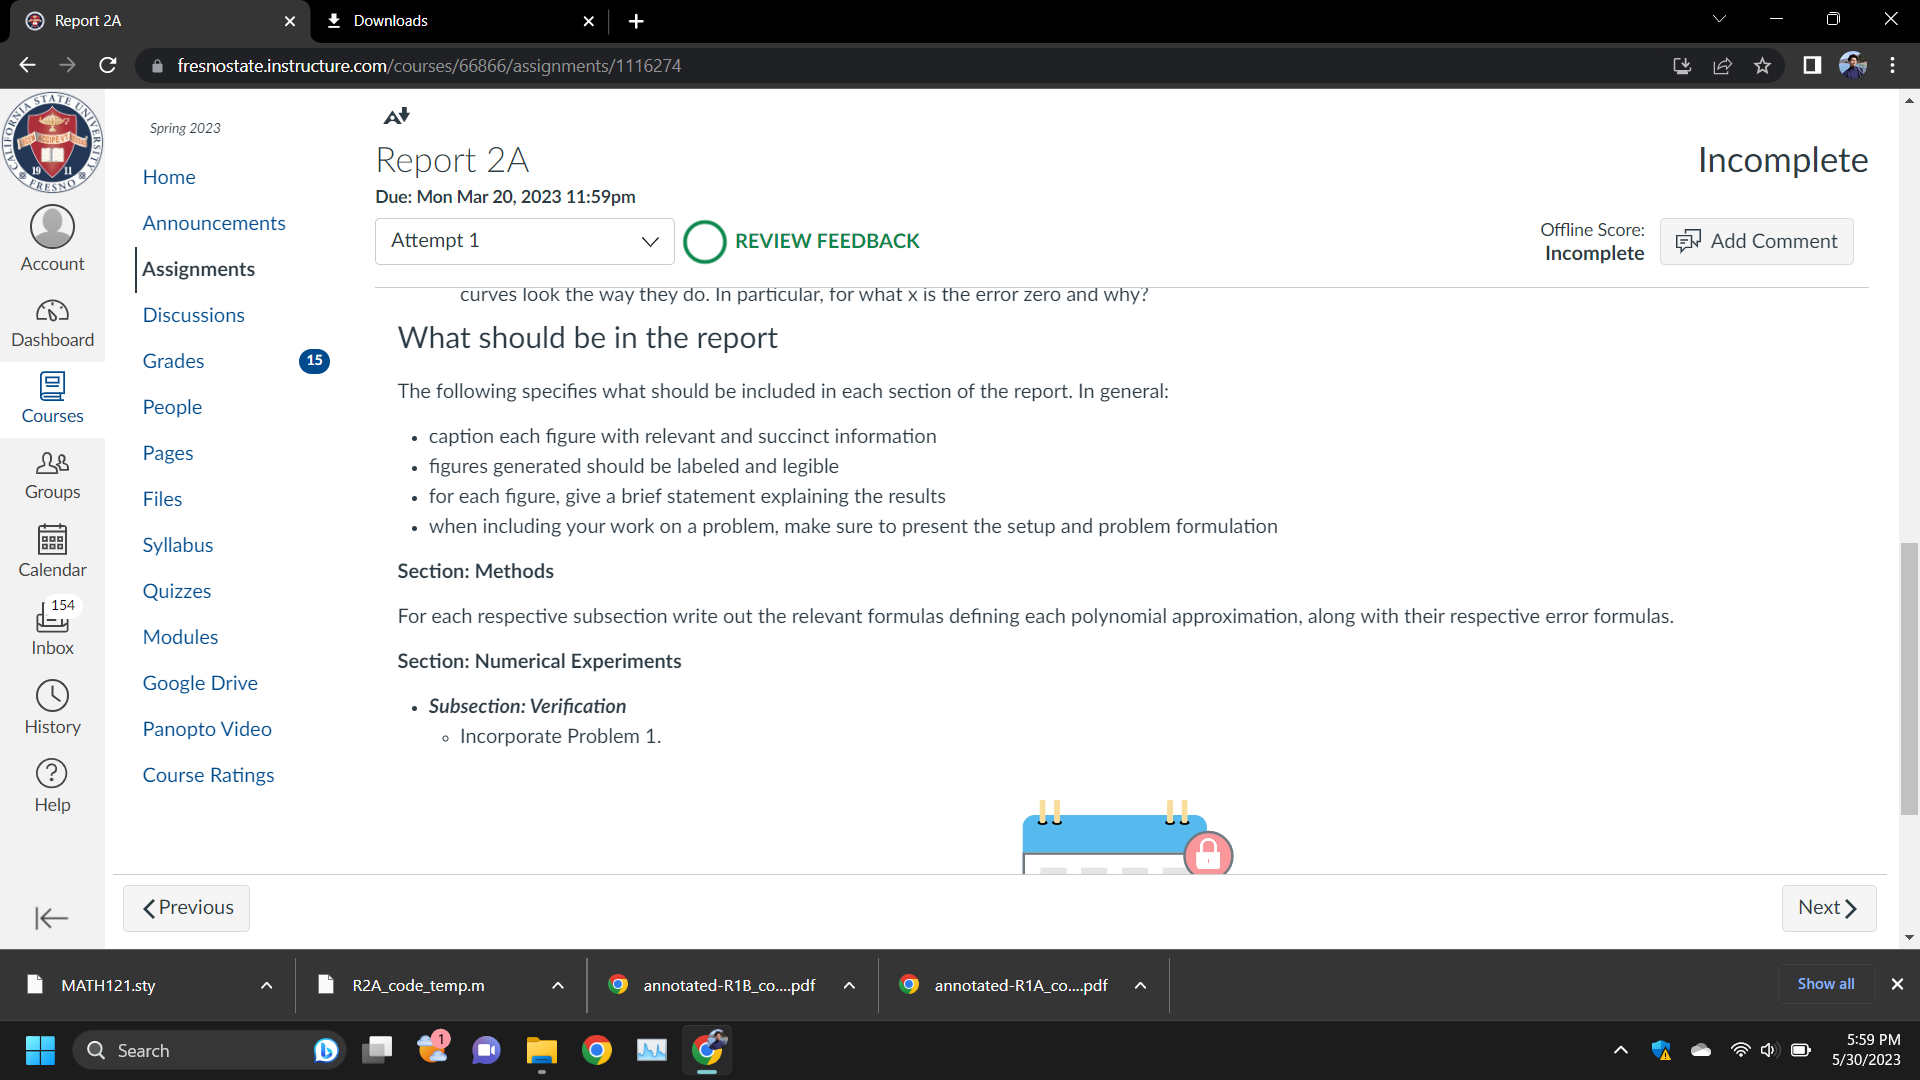 Report 2A
Downloads
fresnostate.instructure.com/courses/66866/assignments/1116274
CALIFORNIA STATE UNIVERSITY
1911
FRESNO
Account
Dashboard
Courses
Groups
Calendar
154
Inbox
History
Help
Spring 2023
Home
Announcements
Assignments
Discussions
Grades 15
People
Pages
Files
Syllabus
Quizzes
Modules
Google Drive
Panopto Video
Course Ratings
Report 2A
Incomplete
Due: Mon Mar 20, 2023 11:59pm
Attempt 1
REVIEW FEEDBACK
Offline Score:
Incomplete
Add Comment
curves look the way they do. In particular, for what x is the error zero and why?
What should be in the report
The following specifies what should be included in each section of the report. In general:
• caption each figure with relevant and succinct information
• figures generated should be labeled and legible
• for each figure, give a brief statement explaining the results
• when including your work on a problem, make sure to present the setup and problem formulation
Section: Methods
For each respective subsection write out the relevant formulas defining each polynomial approximation, along with their respective error formulas.
Section: Numerical Experiments
• Subsection: Verification
◦ Incorporate Problem 1.
Previous
Next
MATH121.sty
R2A_code_temp.m
annotated-R1B_co....pdf
annotated-R1A_co....pdf
Show all
Search
1
5:59 PM
5/30/2023